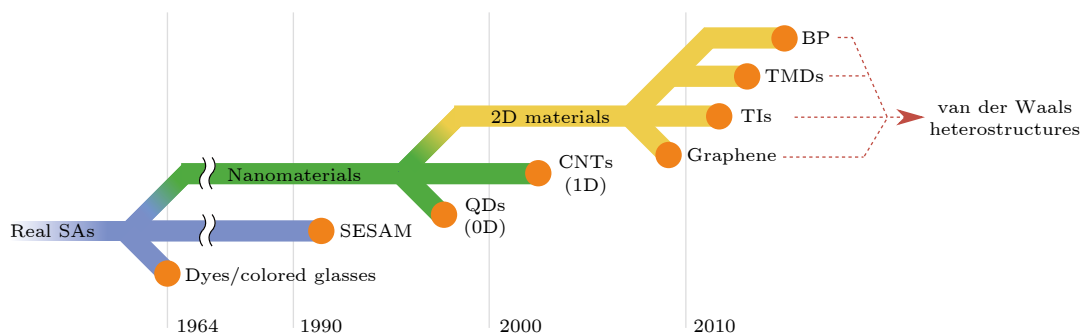 BP
TMDs
2D materials
TIs
van der Waals
heterostructures
Graphene
CNTs
(1D)
Nanomaterials
QDs
(0D)
Real SAs
SESAM
Dyes/colored glasses
1964
1990
2000
2010